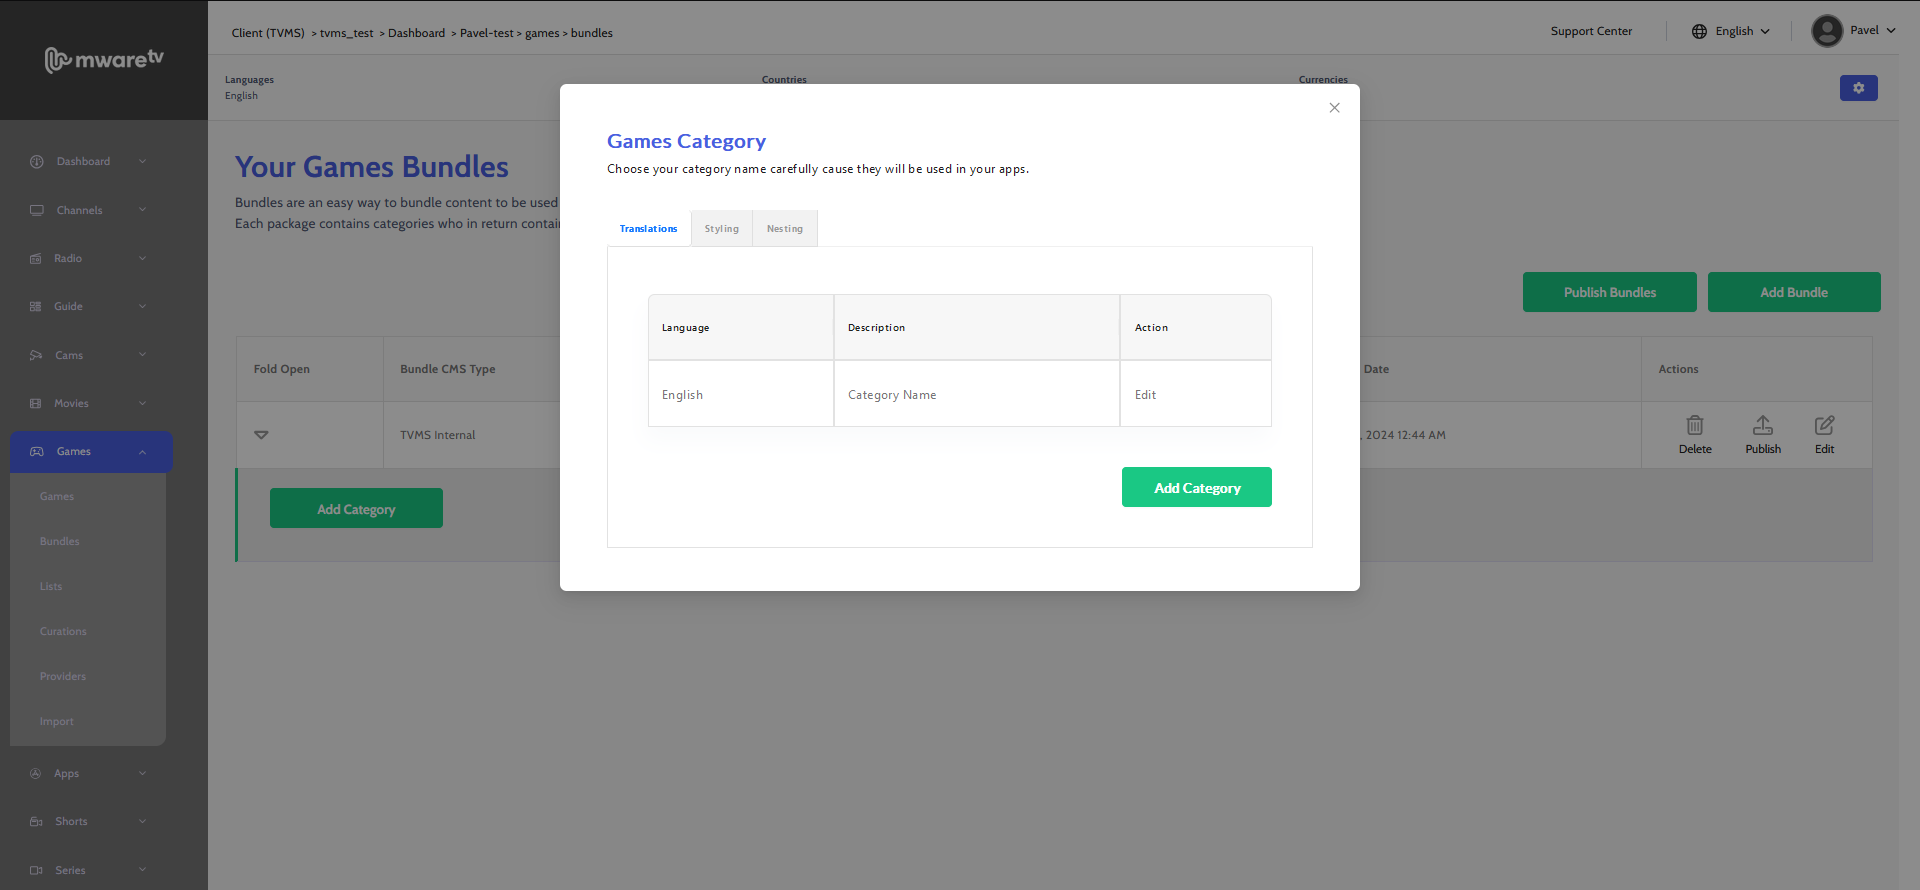 mwaretv
Client (TVMS) > tvms_test > Dashboard > Pavel-test > games > bundles
Support Center
English
Pavel
Languages
English
Countries
Currencies
Dashboard
Channels
Radio
Guide
Cams
Movies
Games
Games
Bundles
Lists
Curations
Providers
Import
Apps
Shorts
Series
Your Games Bundles
Bundles are an easy way to bundle content to be used
Each package contains categories who in return
Publish Bundles
Add Bundle
Fold Open
Bundle CMS Type
Date
Actions
TVMS Internal
, 2024 12:44 AM
Delete
Publish
Edit
Add Category
Games Category
Choose your category name carefully cause they will be used in your apps.
Translations
Styling
Nesting
Language
Description
Action
English
Category Name
Edit
Add Category